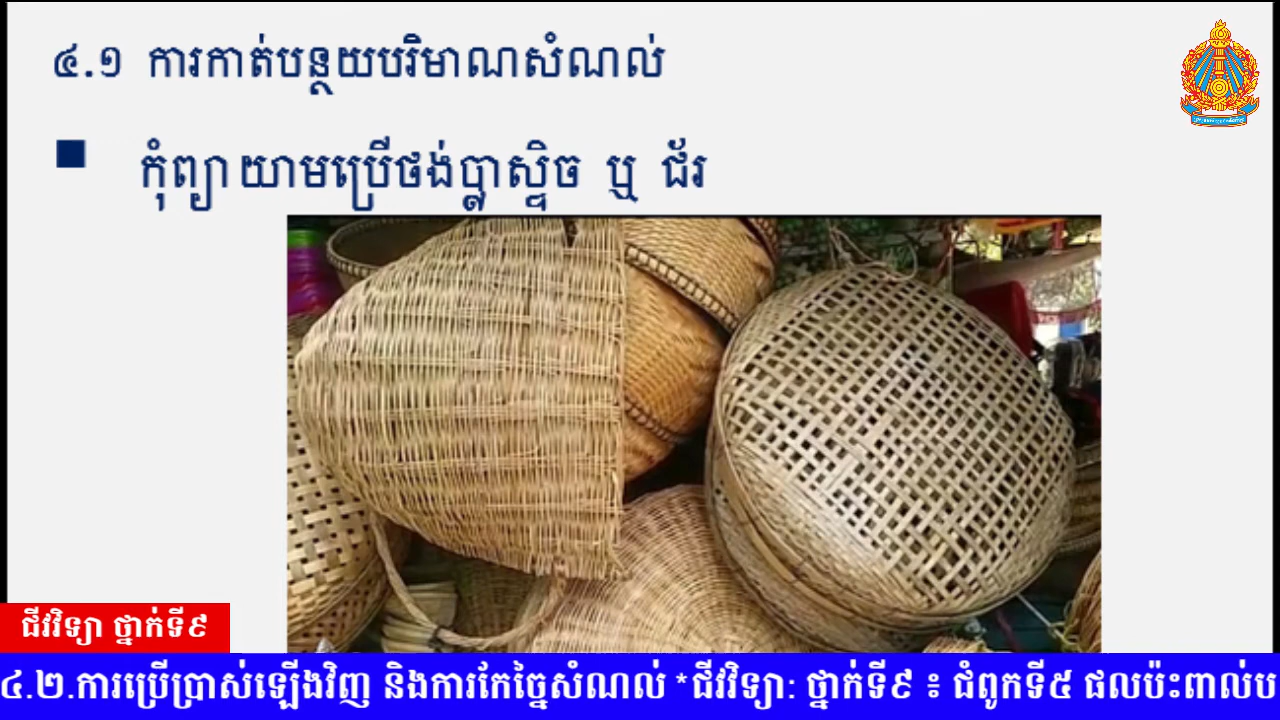 ៤.១ ការកាត់បន្ថយបរិមាណសំណល់
កុំព្យាយាមប្រើថង់ប្លាស្ទិច ឬ ជ័រ
ជីវវិទ្យា ថ្នាក់ទី៩
៤.២.ការប្រើប្រាស់ឡើងវិញ និងការកែច្នៃសំណល់ *ជីវវិទ្យា: ថ្នាក់ទី៩ ៖ ជំពូកទី៥ ផលប៉ះពាល់ប